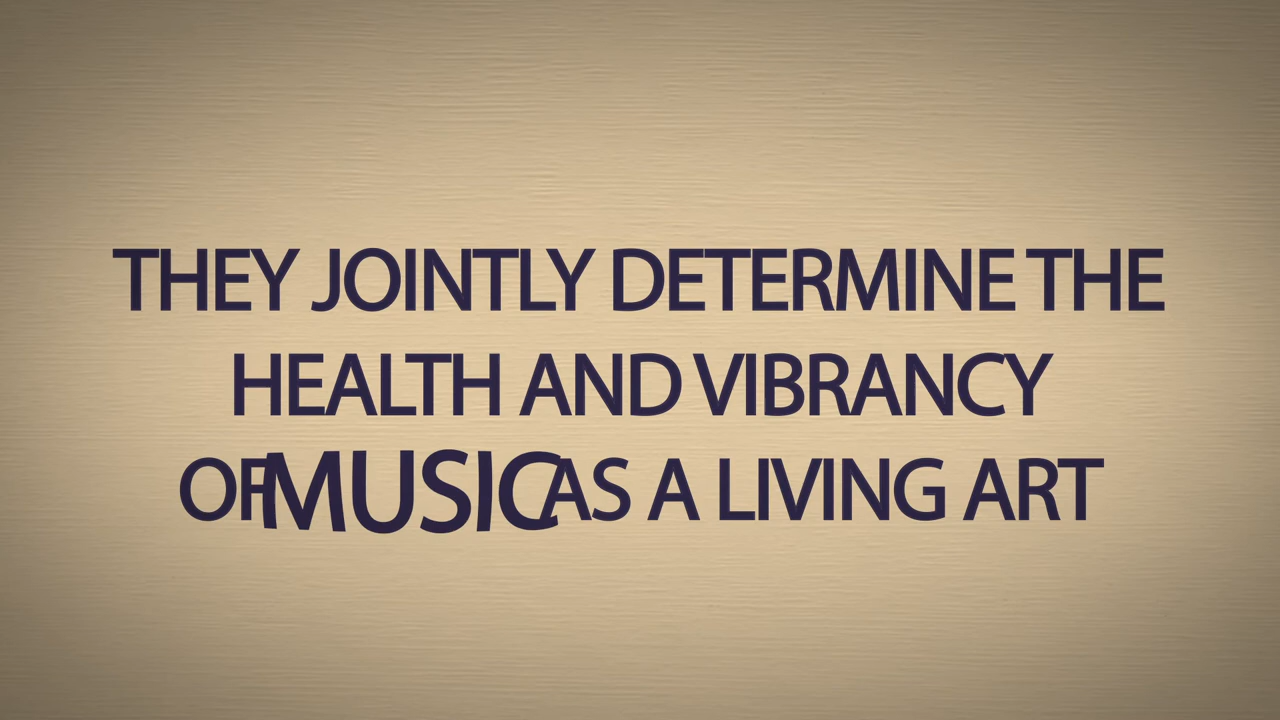 THEY JOINTLY DETERMINE THE
HEALTH AND VIBRANCY
OF MUSIC AS A LIVING ART